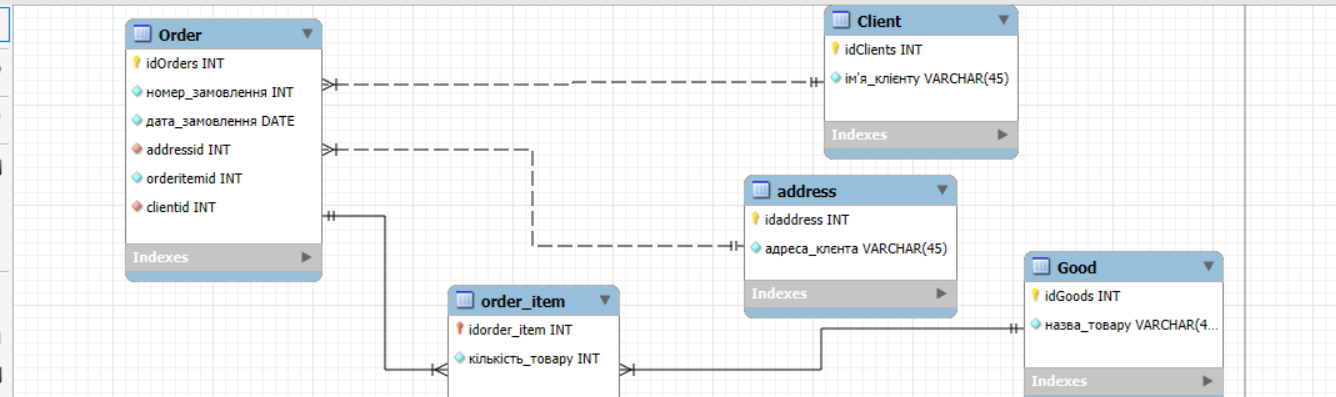 Order
idOrders INT
номер_замовлення INT
дата_замовлення DATE
addressid INT
orderitemid INT
clientid INT
Indexes
Client
idClients INT
ім'я_клієнту VARCHAR(45)
Indexes
address
idaddress INT
адреса_клєнта VARCHAR(45)
Indexes
order_item
idorder_item INT
кількість_товару INT
Good
idGoods INT
назва_товару VARCHAR(4...
Indexes